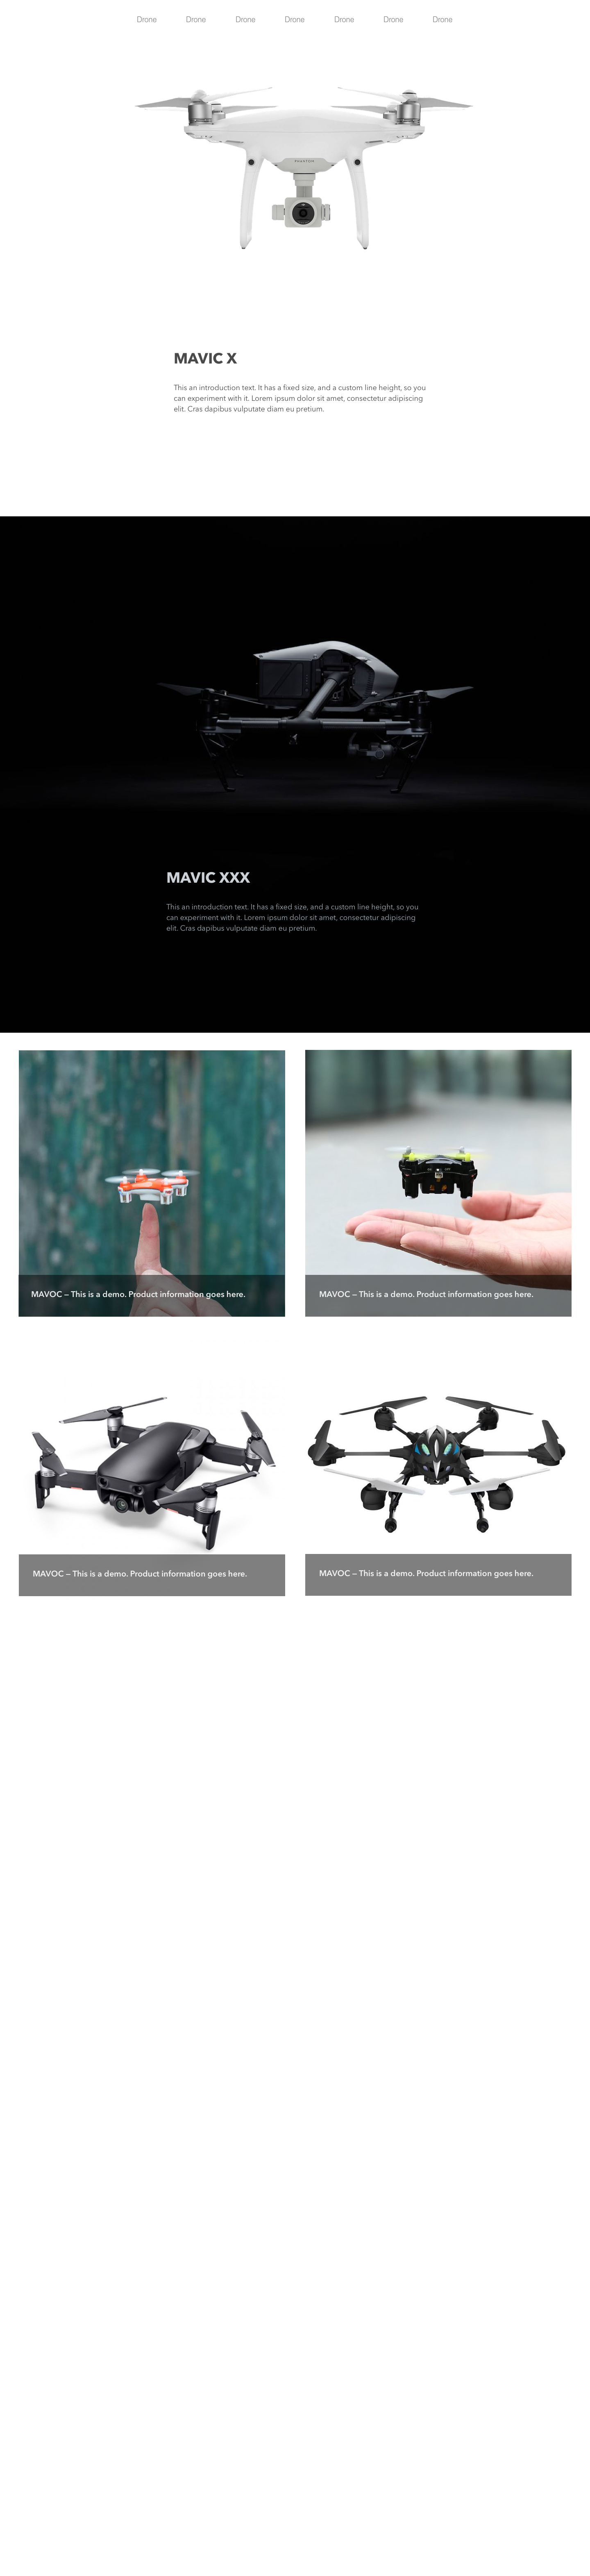 Drone Drone Drone Drone Drone Drone Drone
PHANTOM
MAVIC X
This an introduction text. It has a fixed size, and a custom line height, so you
can experiment with it. Lorem ipsum dolor sit amet, consectetur adipiscing
elit. Cras dapibus vulputate diam eu pretium.
MAVIC XXX
This an introduction text. It has a fixed size, and a custom line height, so you
can experiment with it. Lorem ipsum dolor sit amet, consectetur adipiscing
elit. Cras dapibus vulputate diam eu pretium.
MAVOC – This is a demo. Product information goes here.
MAVOC – This is a demo. Product information goes here.
MAVOC – This is a demo. Product information goes here.
MAVOC – This is a demo. Product information goes here.